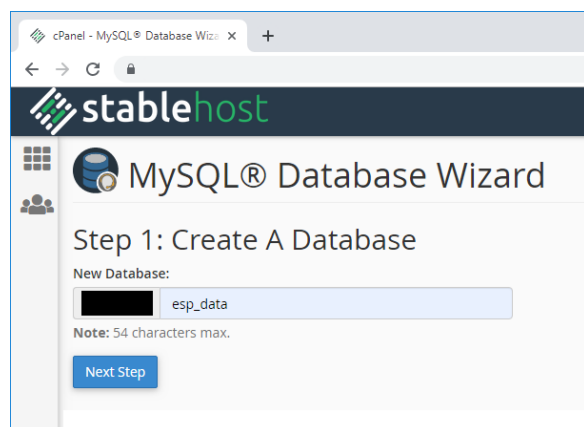 cPanel - MySQL® Database Wiza
stablehost
MySQL® Database Wizard
Step 1: Create A Database
New Database:
esp_data
Note: 54 characters max.
Next Step